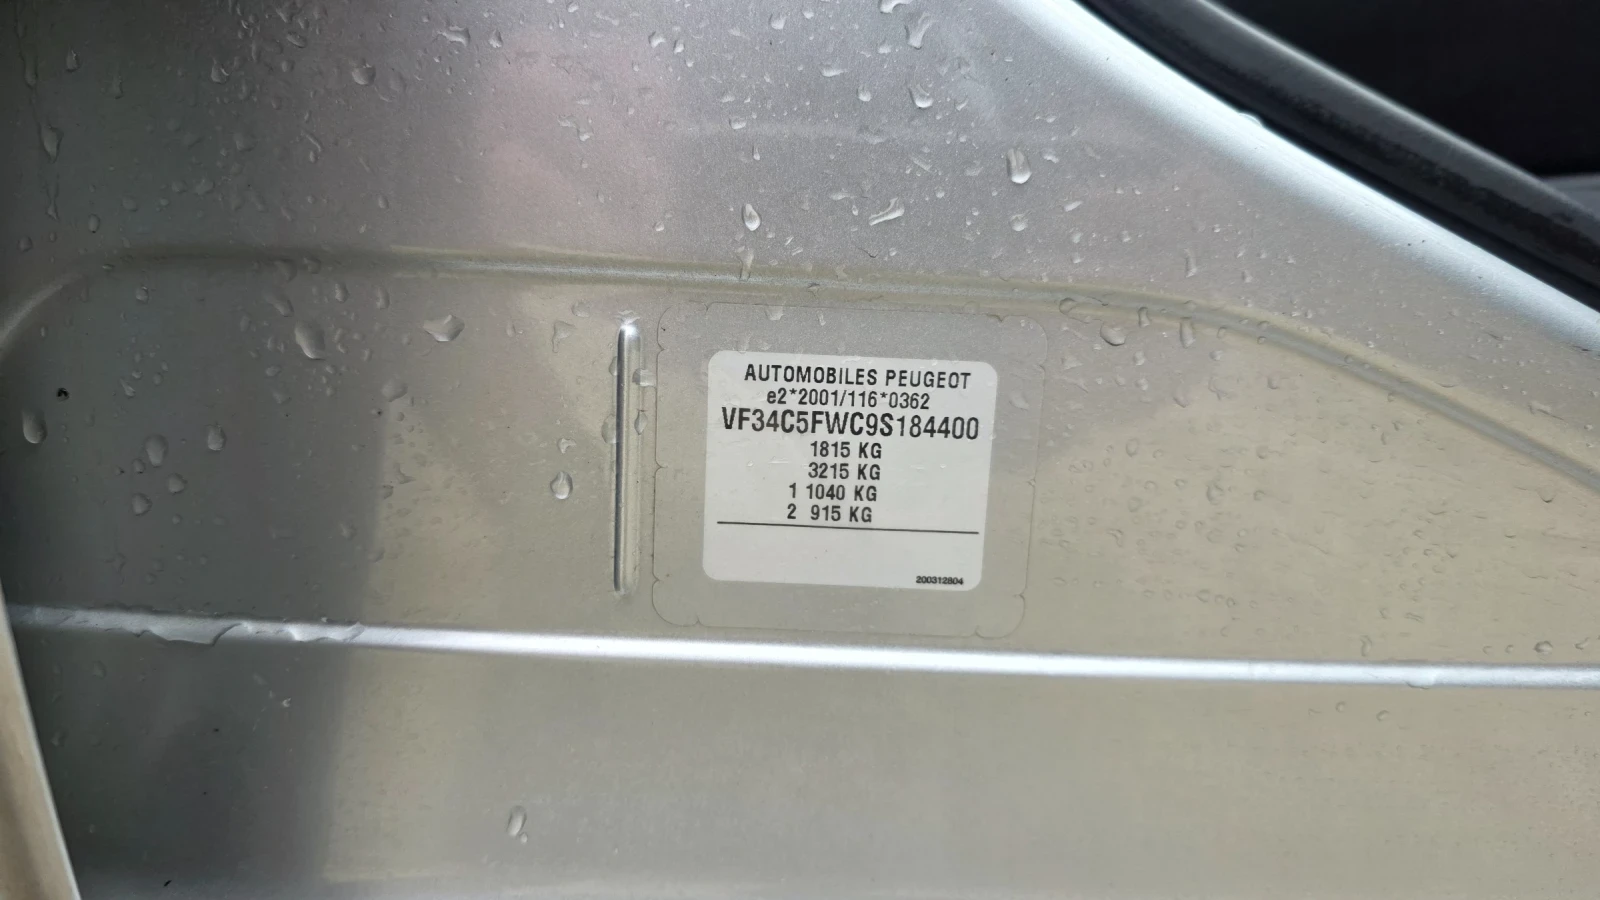 AUTOMOBILES PEUGEOT
e2*2001/116*0362
VF34C5FWC9S184400
1815 KG
3215 KG
1 1040 KG
2 915 KG
200312804